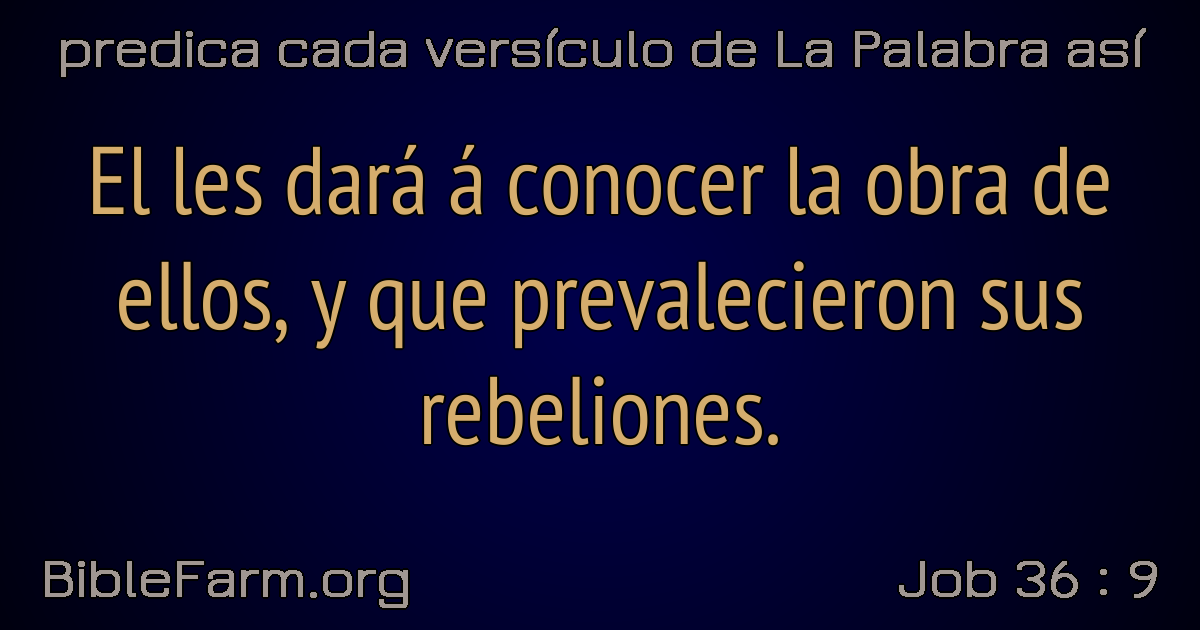 predica cada versículo de La Palabra así
El les dará á conocer la obra de
ellos, y que prevalecieron sus
rebeliones.
BibleFarm.org
Job 36 : 9